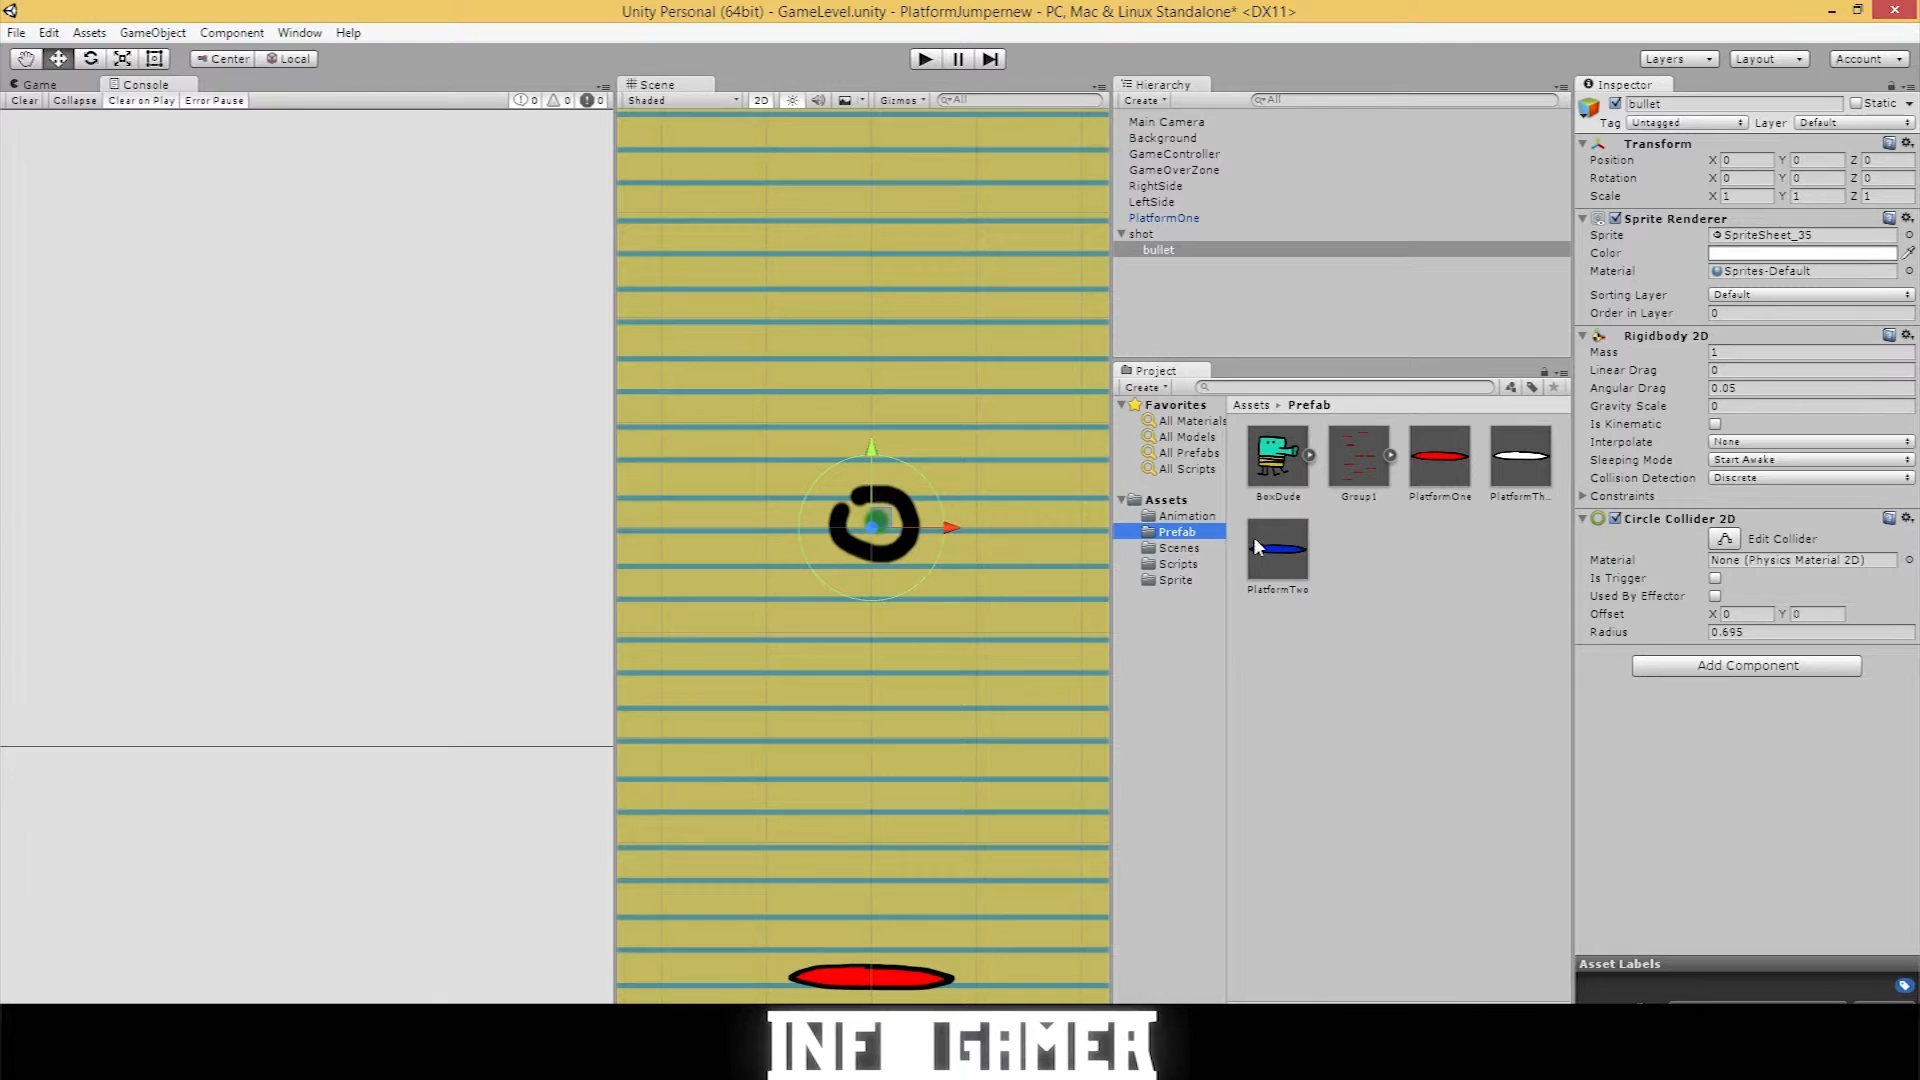 Unity Personal (64bit) - GameLevel.unity - PlatformJumpernew - PC, Mac & Linux Standalone* <DX11>
File Edit Assets GameObject Component Window Help
Center Local Layers Layout Account
Game Console
Clear Collapse Clear on Play Error Pause 0 0 0
Scene
Shaded 2D Gizmos All
Hierarchy
Create All
Main Camera
Background
GameController
GameOverZone
RightSide
LeftSide
PlatformOne
shot
bullet
Project
Create
Favorites
All Materials
All Models
All Prefabs
All Scripts
Assets
Animation
Prefab
Scenes
Scripts
Sprite
Assets Prefab
BoxDude Group1 PlatformOne PlatformTh...
PlatformTwo
Inspector
bullet Static
Tag Untagged Layer Default
Transform
Position X 0 Y 0 Z 0
Rotation X 0 Y 0 Z 0
Scale X 1 Y 1 Z 1
Sprite Renderer
Sprite SpriteSheet_35
Color
Material Sprites-Default
Sorting Layer Default
Order in Layer 0
Rigidbody 2D
Mass 1
Linear Drag 0
Angular Drag 0.05
Gravity Scale 0
Is Kinematic
Interpolate None
Sleeping Mode Start Awake
Collision Detection Discrete
Constraints
Circle Collider 2D
Edit Collider
Material None (Physics Material 2D)
Is Trigger
Used By Effector
Offset X 0 Y 0
Radius 0.695
Add Component
Asset Labels
INF GAMER